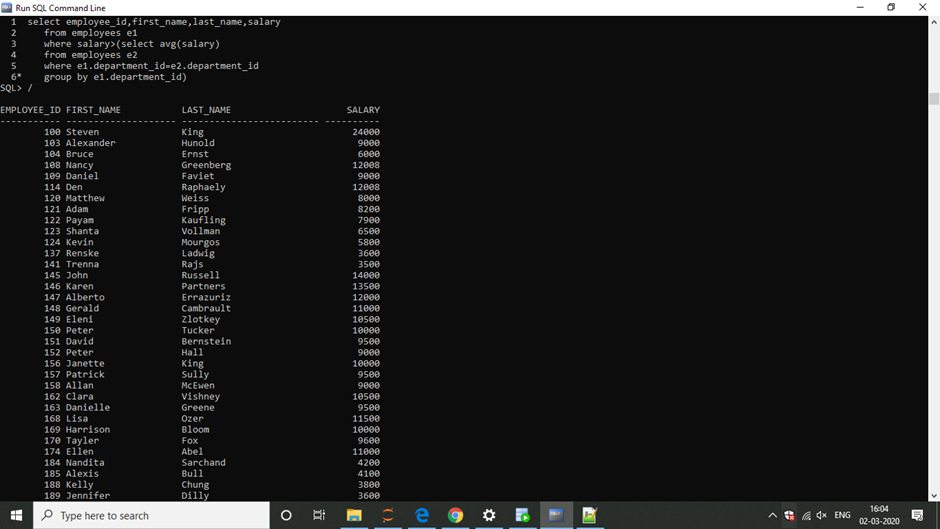 Run SQL Command Line
1 select employee_id,first_name,last_name,salary
2 from employees e1
3 where salary>(select avg(salary)
4 from employees e2
5 where e1.department_id=e2.department_id
6* group by e1.department_id)
SQL> /
EMPLOYEE_ID FIRST_NAME LAST_NAME SALARY
----------- -------------------- ------------------------- ----------
100 Steven King 24000
103 Alexander Hunold 9000
104 Bruce Ernst 6000
108 Nancy Greenberg 12008
109 Daniel Faviet 9000
114 Den Raphaely 12008
120 Matthew Weiss 8000
121 Adam Fripp 8200
122 Payam Kaufling 7900
123 Shanta Vollman 6500
124 Kevin Mourgos 5800
137 Renske Ladwig 3600
141 Trenna Rajs 3500
145 John Russell 14000
146 Karen Partners 13500
147 Alberto Errazuriz 12000
148 Gerald Cambrault 11000
149 Eleni Zlotkey 10500
150 Peter Tucker 10000
151 David Bernstein 9500
152 Peter Hall 9000
156 Janette King 10000
157 Patrick Sully 9500
158 Allan McEwen 9000
162 Clara Vishney 10500
163 Danielle Greene 9500
168 Lisa Ozer 11500
169 Harrison Bloom 10000
170 Tayler Fox 9600
174 Ellen Abel 11000
184 Nandita Sarchand 4200
185 Alexis Bull 4100
188 Kelly Chung 3800
189 Jennifer Dilly 3600
Type here to search
ENG
16:04
02-03-2020